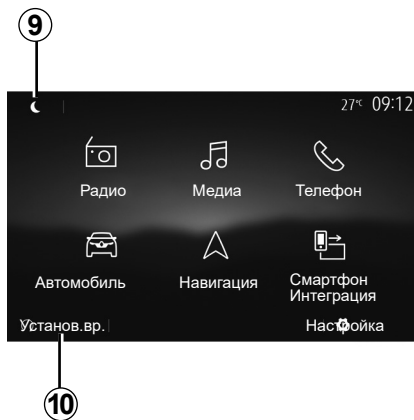 9
27°c 09:12
Радио Медиа Телефон
Автомобиль Навигация Смартфон
Интеграция
Установ.вр. Настройка
10